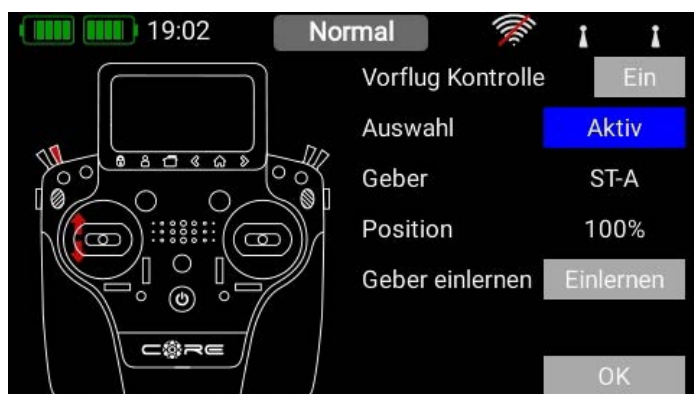 19:02 Normal
Vorflug Kontrolle Ein
Auswahl Aktiv
Geber ST-A
Position 100%
Geber einlernen Einlernen
CORE
OK